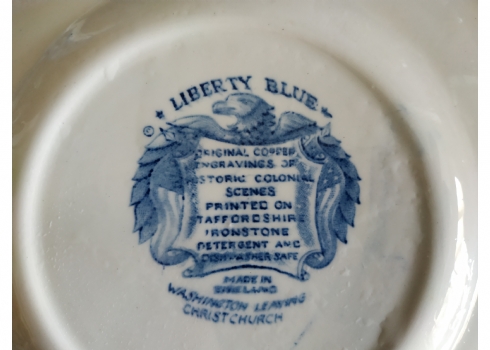 ★ LIBERTY BLUE ★
®
ORIGINAL COPPER
ENGRAVINGS OF
HISTORIC COLONIAL
SCENES
PRINTED ON
STAFFORDSHIRE
IRONSTONE
DETERGENT AND
DISHWASHER SAFE
MADE IN
ENGLAND
WASHINGTON LEAVING
CHRISTCHURCH